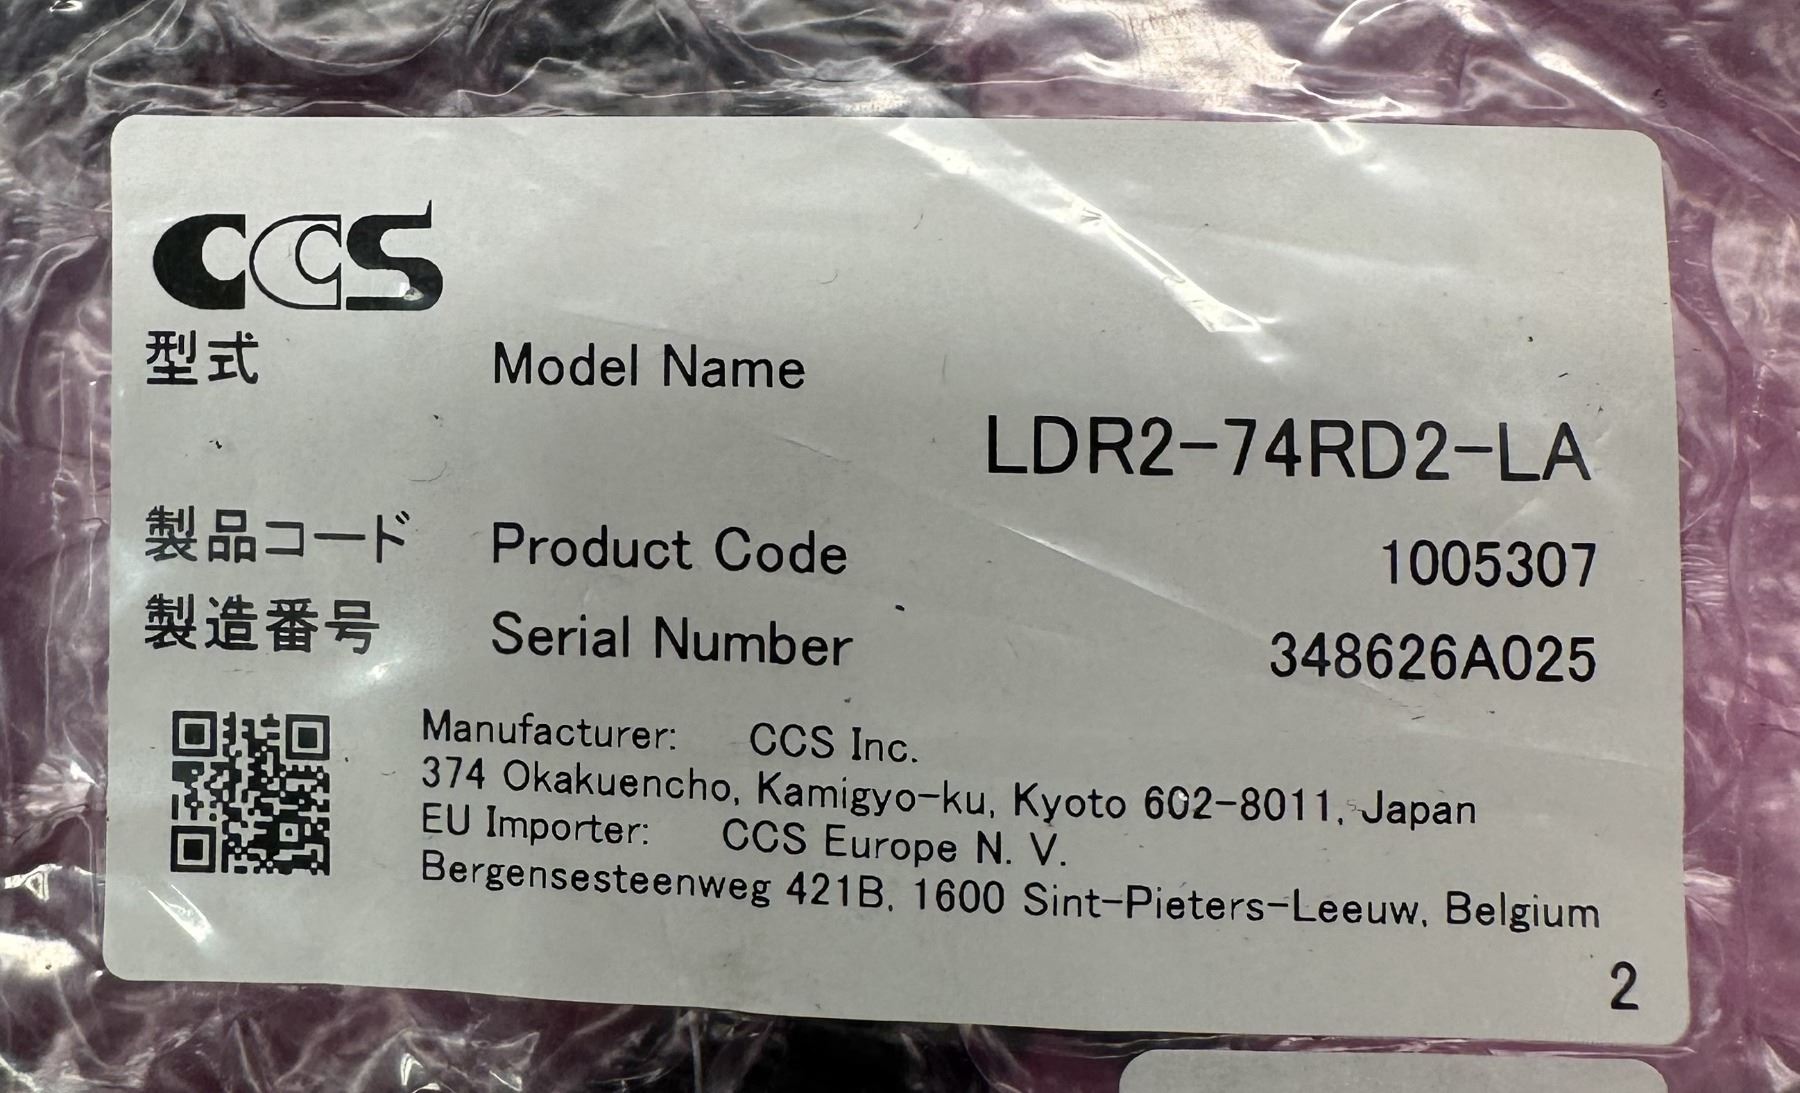 CCS
型式 Model Name
LDR2-74RD2-LA
製品コード Product Code 1005307
製造番号 Serial Number 348626A025
Manufacturer: CCS Inc.
374 Okakuencho, Kamigyo-ku, Kyoto 602-8011, Japan
EU Importer: CCS Europe N. V.
Bergensesteenweg 421B, 1600 Sint-Pieters-Leeuw, Belgium
2